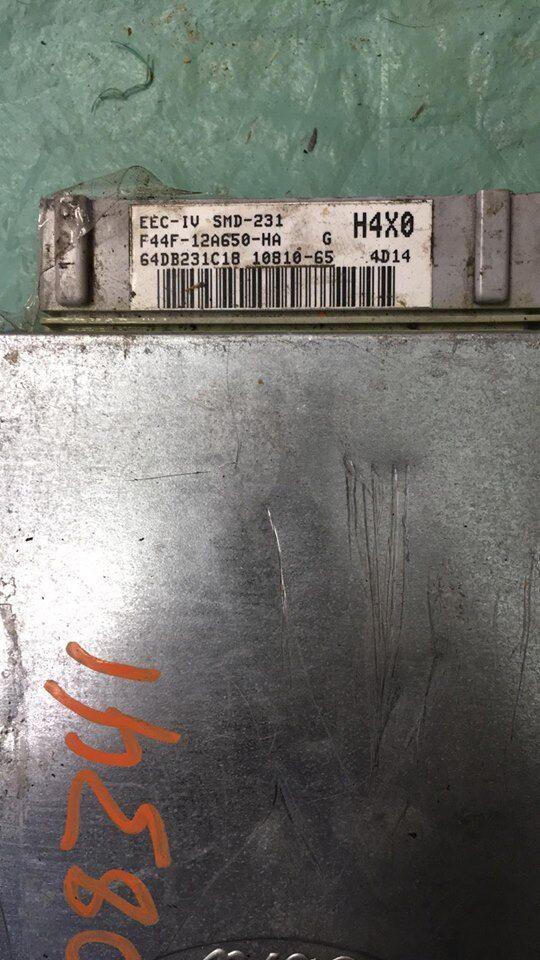 EEC-IV SMD-231 H4X0
F44F-12A650-HA G
64DB231C18 10810-65 4D14